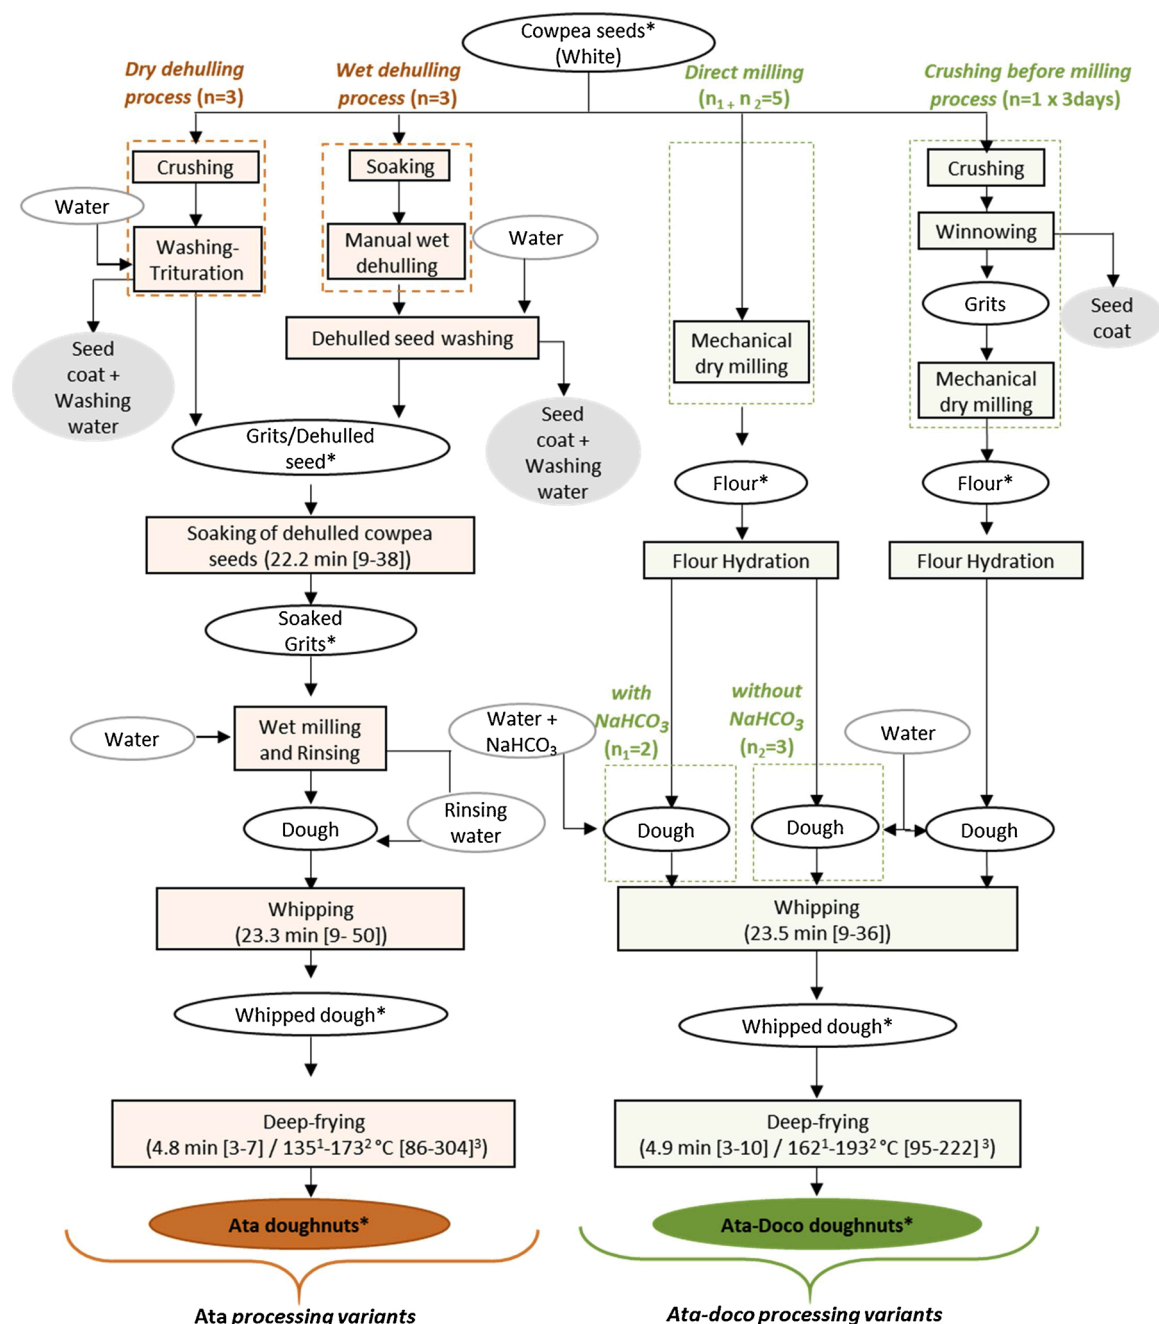 Cowpea seeds*
(White)
Dry dehulling
process (n=3)
Wet dehulling
process (n=3)
Direct milling
(n1 + n 2=5)
Crushing before milling
process (n=1 x 3days)
Crushing
Water
Washing-
Trituration
Seed
coat +
Washing
water
Soaking
Manual wet
dehulling
Water
Dehulled seed washing
Seed
coat +
Washing
water
Grits/Dehulled
seed*
Soaking of dehulled cowpea
seeds (22.2 min [9-38])
Soaked
Grits*
Water
Wet milling
and Rinsing
Rinsing
water
Dough
Whipping
(23.3 min [9- 50])
Whipped dough*
Deep-frying
(4.8 min [3-7] / 135¹-173² °C [86-304]³)
Ata doughnuts*
Ata processing variants
Mechanical
dry milling
Flour*
Flour Hydration
with
NaHCO3
(n1=2)
without
NaHCO3
(n2=3)
Water +
NaHCO3
Dough
Dough
Crushing
Winnowing
Seed
coat
Grits
Mechanical
dry milling
Flour*
Flour Hydration
Water
Dough
Whipping
(23.5 min [9-36])
Whipped dough*
Deep-frying
(4.9 min [3-10] / 162¹-193² °C [95-222] ³)
Ata-Doco doughnuts*
Ata-doco processing variants